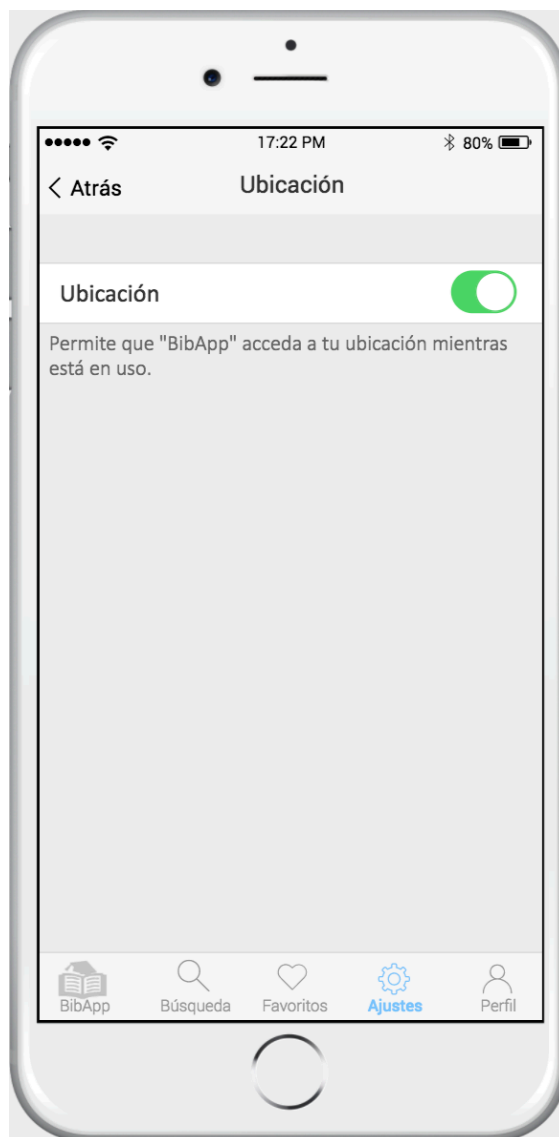 17:22 PM
80%
Atrás
Ubicación
Ubicación
Permite que "BibApp" acceda a tu ubicación mientras
está en uso.
BibApp
Búsqueda
Favoritos
Ajustes
Perfil